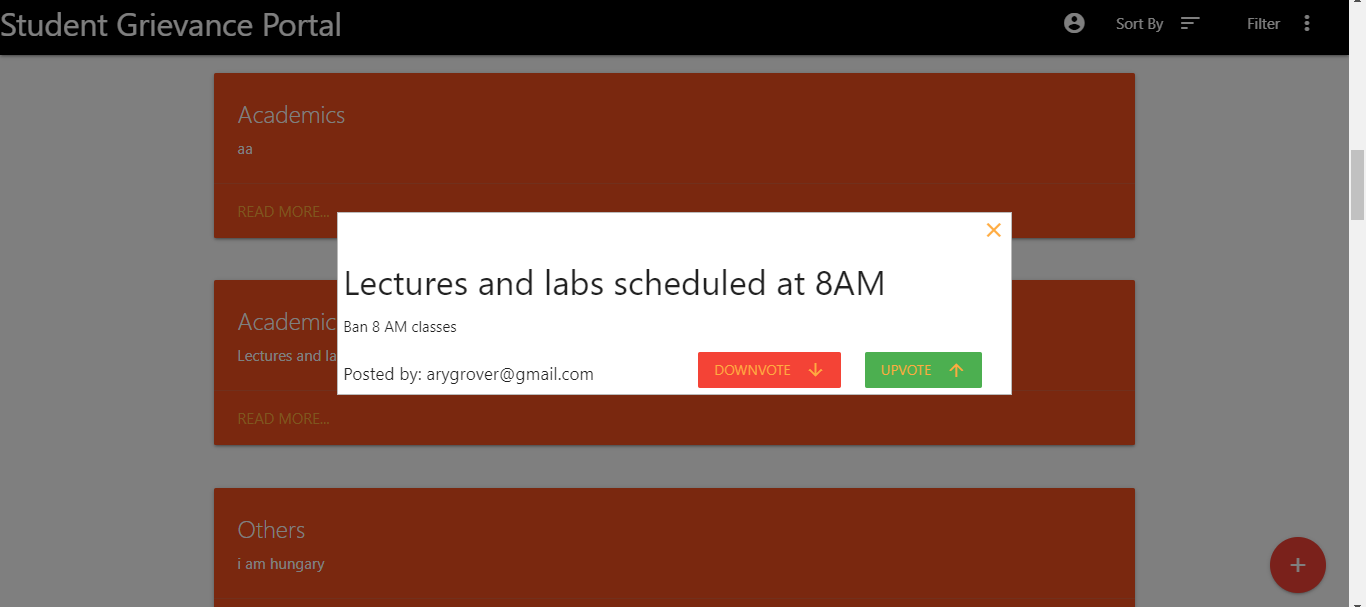 Student Grievance Portal
Sort By
Filter
Academics
aa
READ MORE...
Lectures and labs scheduled at 8AM
Ban 8 AM classes
Posted by: arygrover@gmail.com
DOWNVOTE
UPVOTE
Academic
Lectures and la
READ MORE...
Others
i am hungary